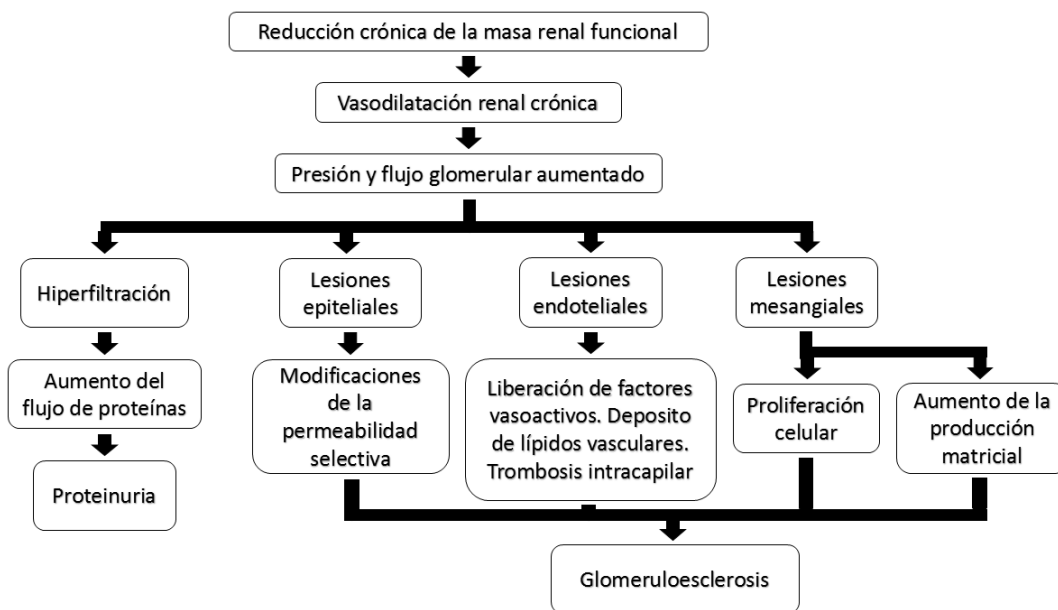 Reducción crónica de la masa renal funcional
Vasodilatación renal crónica
Presión y flujo glomerular aumentado
Hiperfiltración
Lesiones
epiteliales
Lesiones
endoteliales
Lesiones
mesangiales
Aumento del
flujo de proteínas
Modificaciones
de la
permeabilidad
selectiva
Liberación de factores
vasoactivos. Deposito
de lípidos vasculares.
Trombosis intracapilar
Proliferación
celular
Aumento de la
producción
matricial
Proteinuria
Glomeruloesclerosis